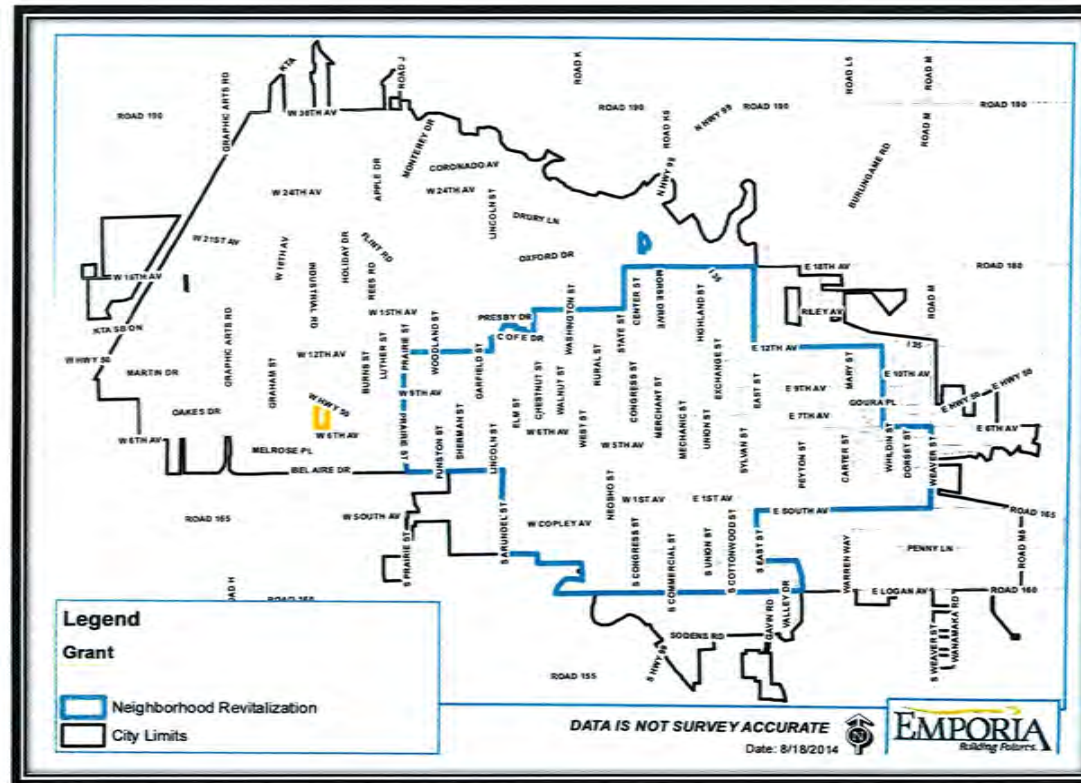 KTA
ROAD J
ROAD K
ROAD L5
ROAD M
GRAPHIC ARTS RD
ROAD 190
W 30TH AV
ROAD 190
N HWY 99
ROAD 190
ROAD 190
MONTEREY DR
ROAD K5
ROAD M
CORONADO AV
APPLE DR
W 24TH AV
W 24TH AV
LINCOLN ST
N HWY 99
BURLINGAME RD
DRURY LN
W 21ST AV
W 18TH AV
HOLIDAY DR
FLINT RD
OXFORD DR
W 15TH AV
INDUSTRIAL RD
REES RD
I 35
E 18TH AV
ROAD 180
CENTER ST
MORSE DRIVE
HIGHLAND ST
ROAD M
KTA SB ON
W 15TH AV
PRESBY DR
WASHINGTON ST
RILEY AV
GRAPHIC ARTS RD
C OF E DR
STATE ST
I 35
W HWY 50
W 12TH AV
LUTHER ST
PRAIRIE ST
WOODLAND ST
GARFIELD ST
E 12TH AV
MARTIN DR
GRAHAM ST
BURNS ST
CHESTNUT ST
WALNUT ST
RURAL ST
CONGRESS ST
MERCHANT ST
EXCHANGE ST
EAST ST
MARY ST
E 10TH AV
W 9TH AV
E 9TH AV
E HWY 50
OAKES DR
W HWY 50
ELM ST
GOURA PL
E HWY 50
W 6TH AV
W 6TH AV
PRAIRIE ST
FUNSTON ST
SHERMAN ST
LINCOLN ST
W 6TH AV
WEST ST
W 5TH AV
MECHANIC ST
UNION ST
SYLVAN ST
E 7TH AV
E 6TH AV
MELROSE PL
PEYTON ST
CARTER ST
WHILDIN ST
DORSET ST
WEAVER ST
BEL AIRE DR
NEOSHO ST
W 1ST AV
E 1ST AV
ROAD 165
W SOUTH AV
S ARUNDEL ST
W COPLEY AV
E SOUTH AV
ROAD 165
S PRAIRIE ST
S CONGRESS ST
S COMMERCIAL ST
S UNION ST
S COTTONWOOD ST
S EAST ST
WARREN WAY
PENNY LN
ROAD M5
ROAD H
ROAD 160
GAVW RD
VALLEY DR
E LOGAN AV
ROAD 160
SODENS RD
S HWY 99
S WEAVER ST
WANAMAKA RD
ROAD 155
Legend
Grant
Neighborhood Revitalization
City Limits
DATA IS NOT SURVEY ACCURATE
Date: 8/18/2014
N
EMPORIA
Building Futures.